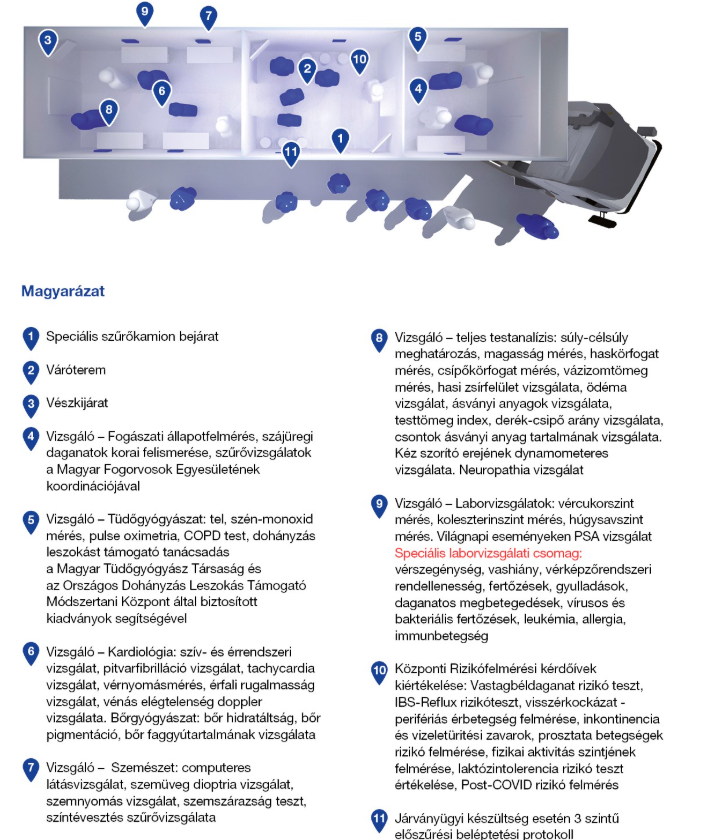 9
7
3
5
10
2
4
6
8
1
11
Magyarázat
1 Speciális szűrőkamion bejárat
2 Váróterem
3 Vészkijárat
4 Vizsgáló – Fogászati állapotfelmérés, szájüregi
daganatok korai felismerése, szűrővizsgálatok
a Magyar Fogorvosok Egyesületének
koordinációjával
5 Vizsgáló – Tüdőgyógyászat: tel, szén-monoxid
mérés, pulse oximetria, COPD test, dohányzás
leszokást támogató tanácsadás
a Magyar Tüdőgyógyász Társaság és
az Országos Dohányzás Leszokás Támogató
Módszertani Központ által biztosított
kiadványok segítségével
6 Vizsgáló – Kardiológia: szív- és érrendszeri
vizsgálat, pitvarfibrilláció vizsgálat, tachycardia
vizsgálat, vérnyomásmérés, érfali rugalmasság
vizsgálat, vénás elégtelenség doppler
vizsgálata. Bőrgyógyászat: bőr hidratáltság, bőr
pigmentáció, bőr faggyútartalmának vizsgálata
7 Vizsgáló – Szemészet: computeres
látásvizsgálat, szemüveg dioptria vizsgálat,
szemnyomás vizsgálat, szemszárazság teszt,
színtévesztés szűrővizsgálata
8 Vizsgáló – teljes testanalízis: súly-célsúly
meghatározás, magasság mérés, haskörfogat
mérés, csípőkörfogat mérés, vázizomtömeg
mérés, hasi zsírfelület vizsgálata, ödéma
vizsgálat, ásványi anyagok vizsgálata,
testtömeg index, derék-csipő arány vizsgálata,
csontok ásványi anyag tartalmának vizsgálata.
Kéz szorító erejének dynamometeres
vizsgálata. Neuropathia vizsgálat
9 Vizsgáló – Laborvizsgálatok: vércukorszint
mérés, koleszterinszint mérés, húgysavszint
mérés. Világnapi eseményeken PSA vizsgálat
Speciális laborvizsgálati csomag:
vérszegénység, vashiány, vérképzőrendszeri
rendellenesség, fertőzések, gyulladások,
daganatos megbetegedések, vírusos és
bakteriális fertőzések, leukémia, allergia,
immunbetegség
10 Központi Rizikófelmérési kérdőívek
kiértékelése: Vastagbéldaganat rizikó teszt,
IBS-Reflux rizikóteszt, visszérkockázat -
perifériás érbetegség felmérése, inkontinencia
és vizeletürítési zavarok, prosztata betegségek
rizikó felmérése, fizikai aktivitás szintjének
felmérése, laktózintolerencia rizikó teszt
értékelése, Post-COVID rizikó felmérés
11 Járványügyi készültség esetén 3 szintű
előszűrési beléptetési protokoll